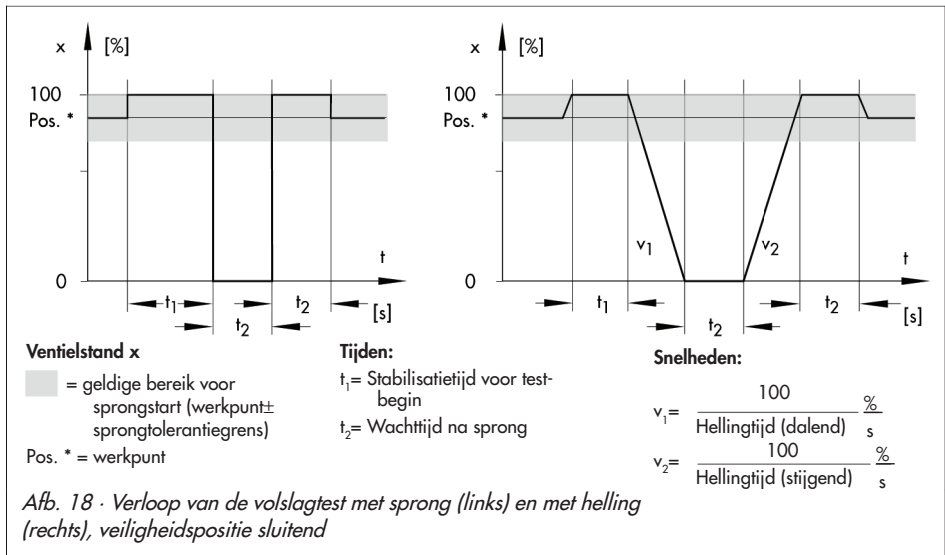 x [%]
100
Pos. *
0
t
t₁
t₂
t₂
[s]
x [%]
100
Pos. *
0
v₁
v₂
t
t₁
t₂
t₂
[s]
Ventielstand x
= geldige bereik voor
sprongstart (werkpunt±
sprongtolerantiegrens)
Pos. * = werkpunt
Tijden:
t₁= Stabilisatietijd voor test-
begin
t₂= Wachttijd na sprong
Snelheden:
v₁= 100 / Hellingtijd (dalend) % / s
v₂= 100 / Hellingtijd (stijgend) % / s
Afb. 18 · Verloop van de volslagtest met sprong (links) en met helling
(rechts), veiligheidspositie sluitend